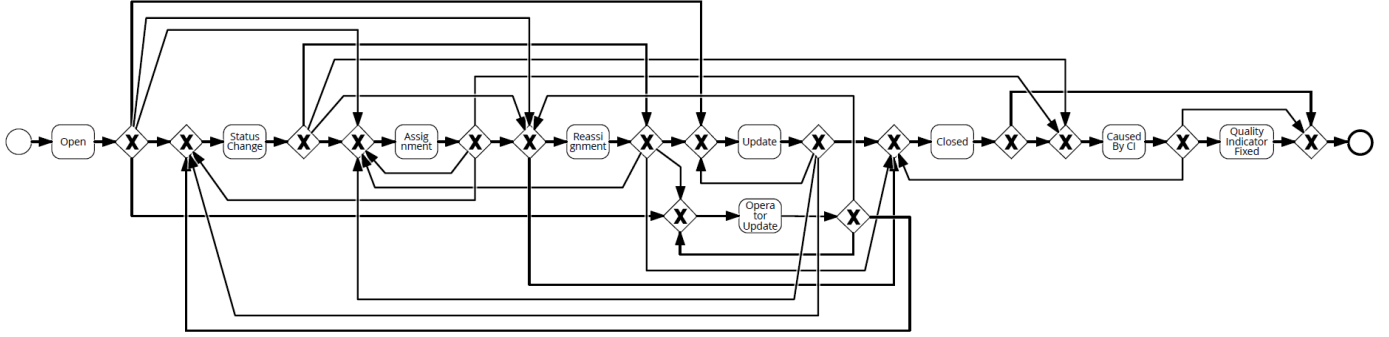 Open
Status
Change
Assig
nment
Reassi
gnment
Update
Closed
Caused
By CI
Quality
Indicator
Fixed
Opera
tor
Update